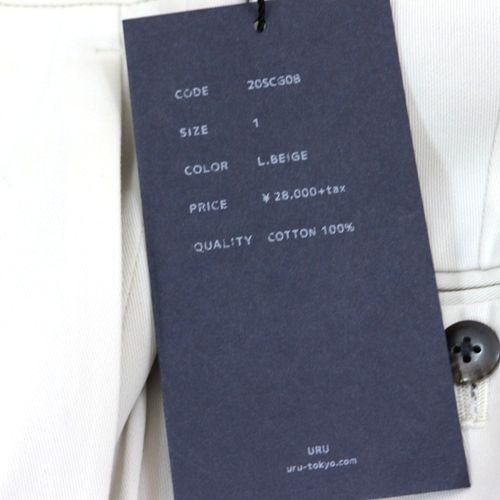 CODE 20SCG08
SIZE 1
COLOR L.BEIGE
PRICE ¥ 28,000+tax
QUALITY COTTON 100%
URU
uru-tokyo.com